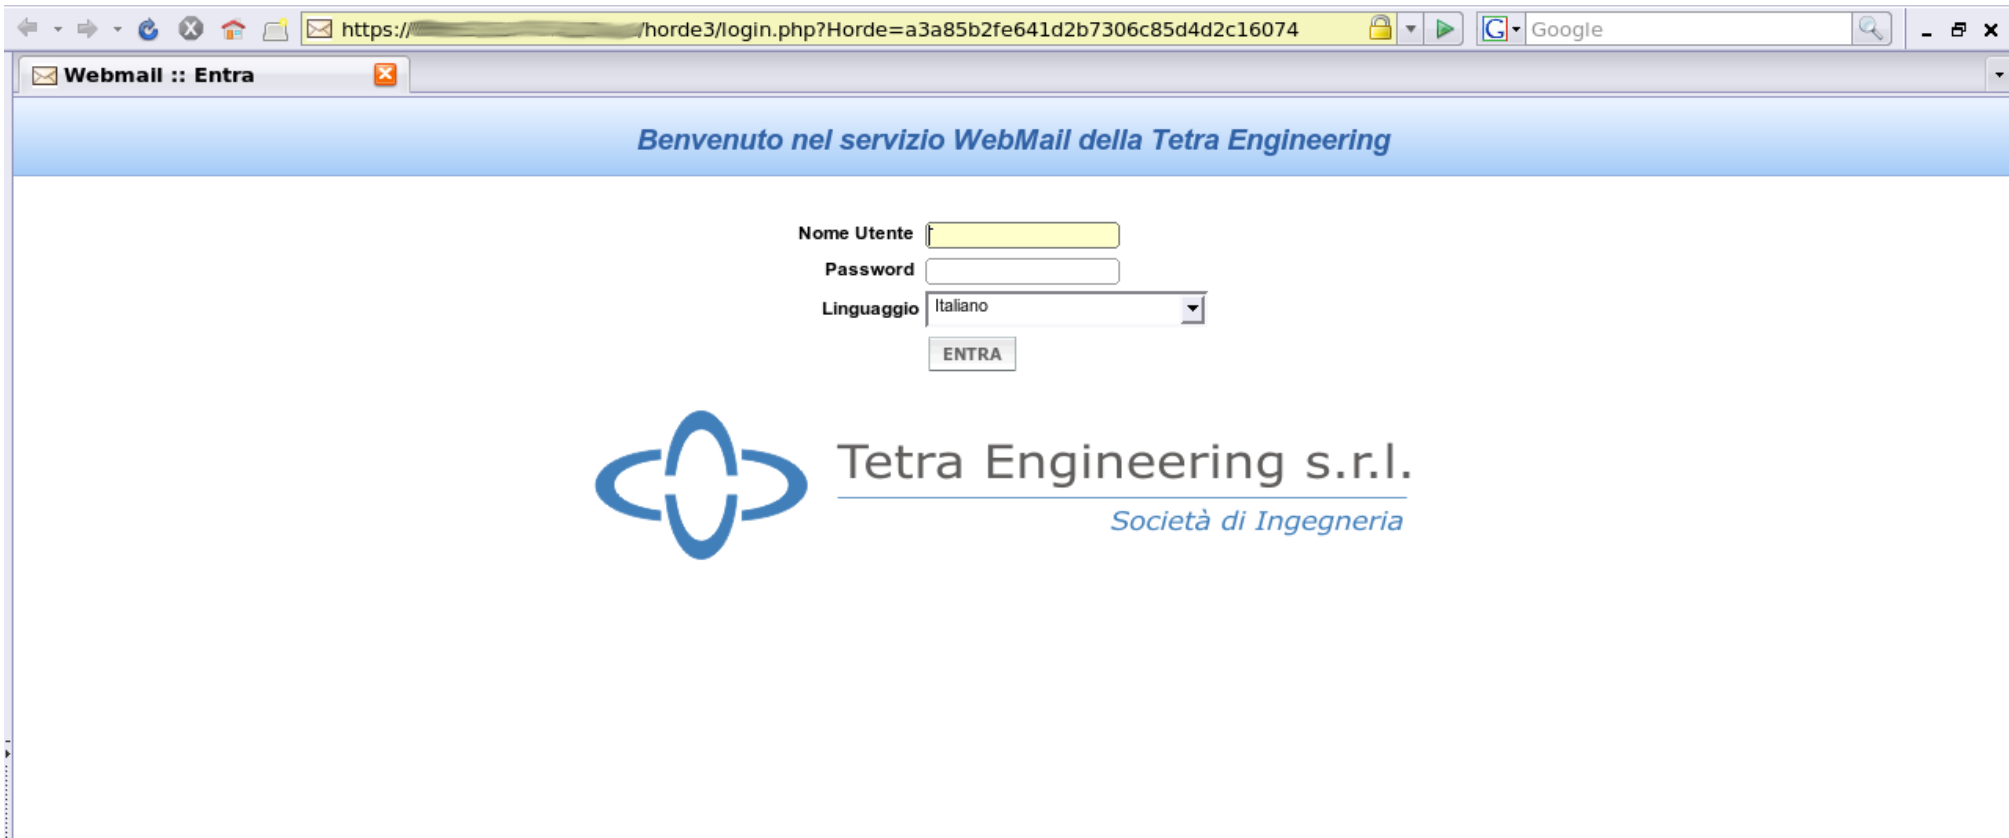 https:// /horde3/login.php?Horde=a3a85b2fe641d2b7306c85d4d2c16074
G Google
Webmail :: Entra
Benvenuto nel servizio WebMail della Tetra Engineering
Nome Utente
Password
Linguaggio Italiano
ENTRA
Tetra Engineering s.r.l.
Società di Ingegneria